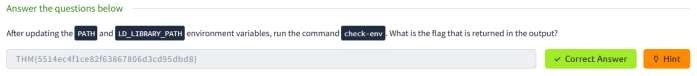 Answer the questions below
After updating the PATH and LD_LIBRARY_PATH environment variables, run the command check-env. What is the flag that is returned in the output?
THM{5514ec4f1ce82f63867806d3cd95dbd8}
Correct Answer
Hint